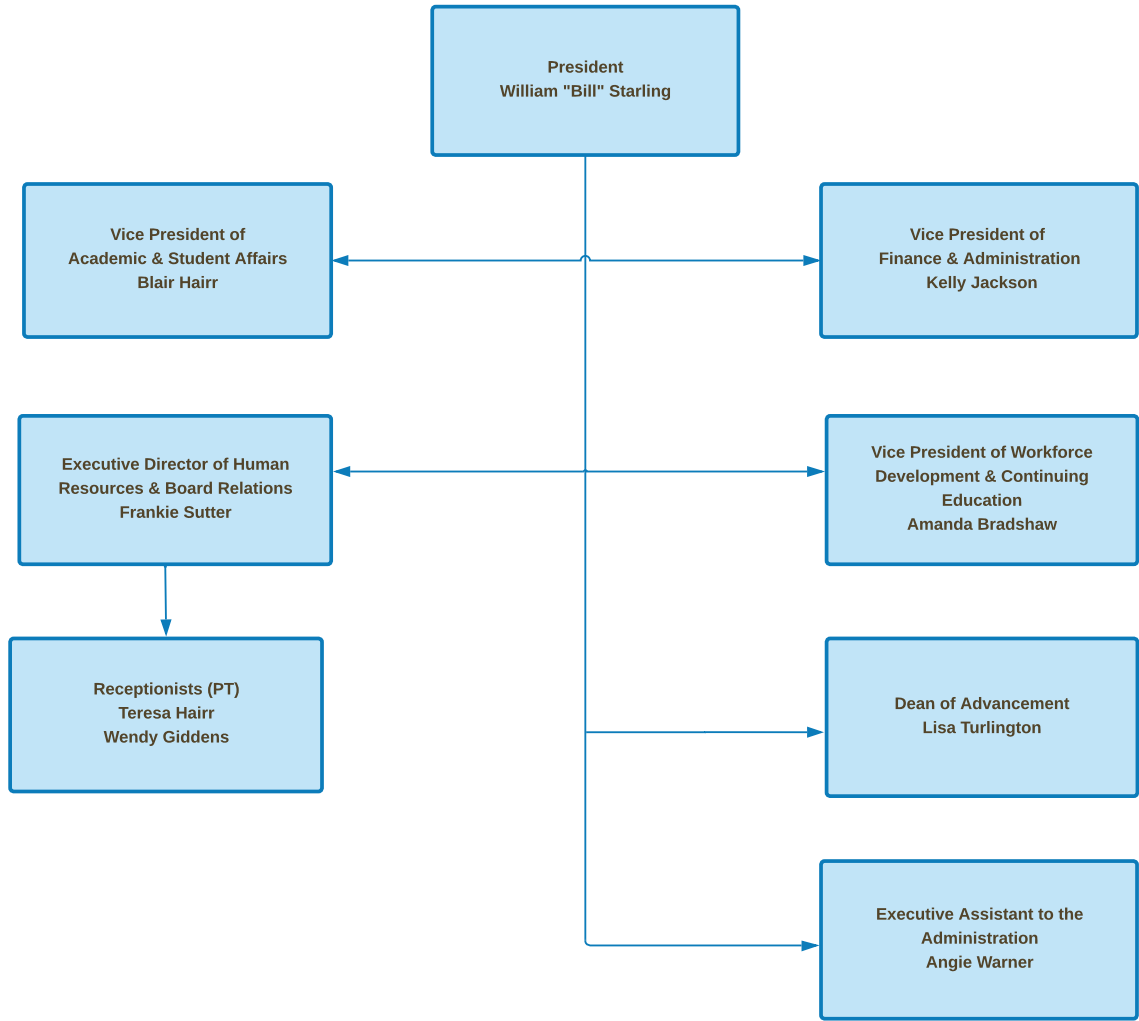 President
William "Bill" Starling
Vice President of
Academic & Student Affairs
Blair Hairr
Vice President of
Finance & Administration
Kelly Jackson
Executive Director of Human
Resources & Board Relations
Frankie Sutter
Vice President of Workforce
Development & Continuing
Education
Amanda Bradshaw
Receptionists (PT)
Teresa Hairr
Wendy Giddens
Dean of Advancement
Lisa Turlington
Executive Assistant to the
Administration
Angie Warner